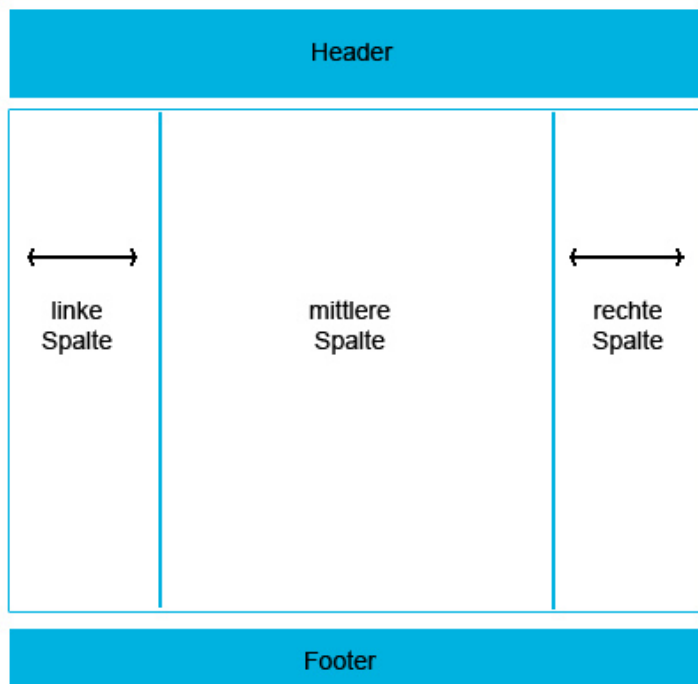 Header
linke
Spalte
mittlere
Spalte
rechte
Spalte
Footer